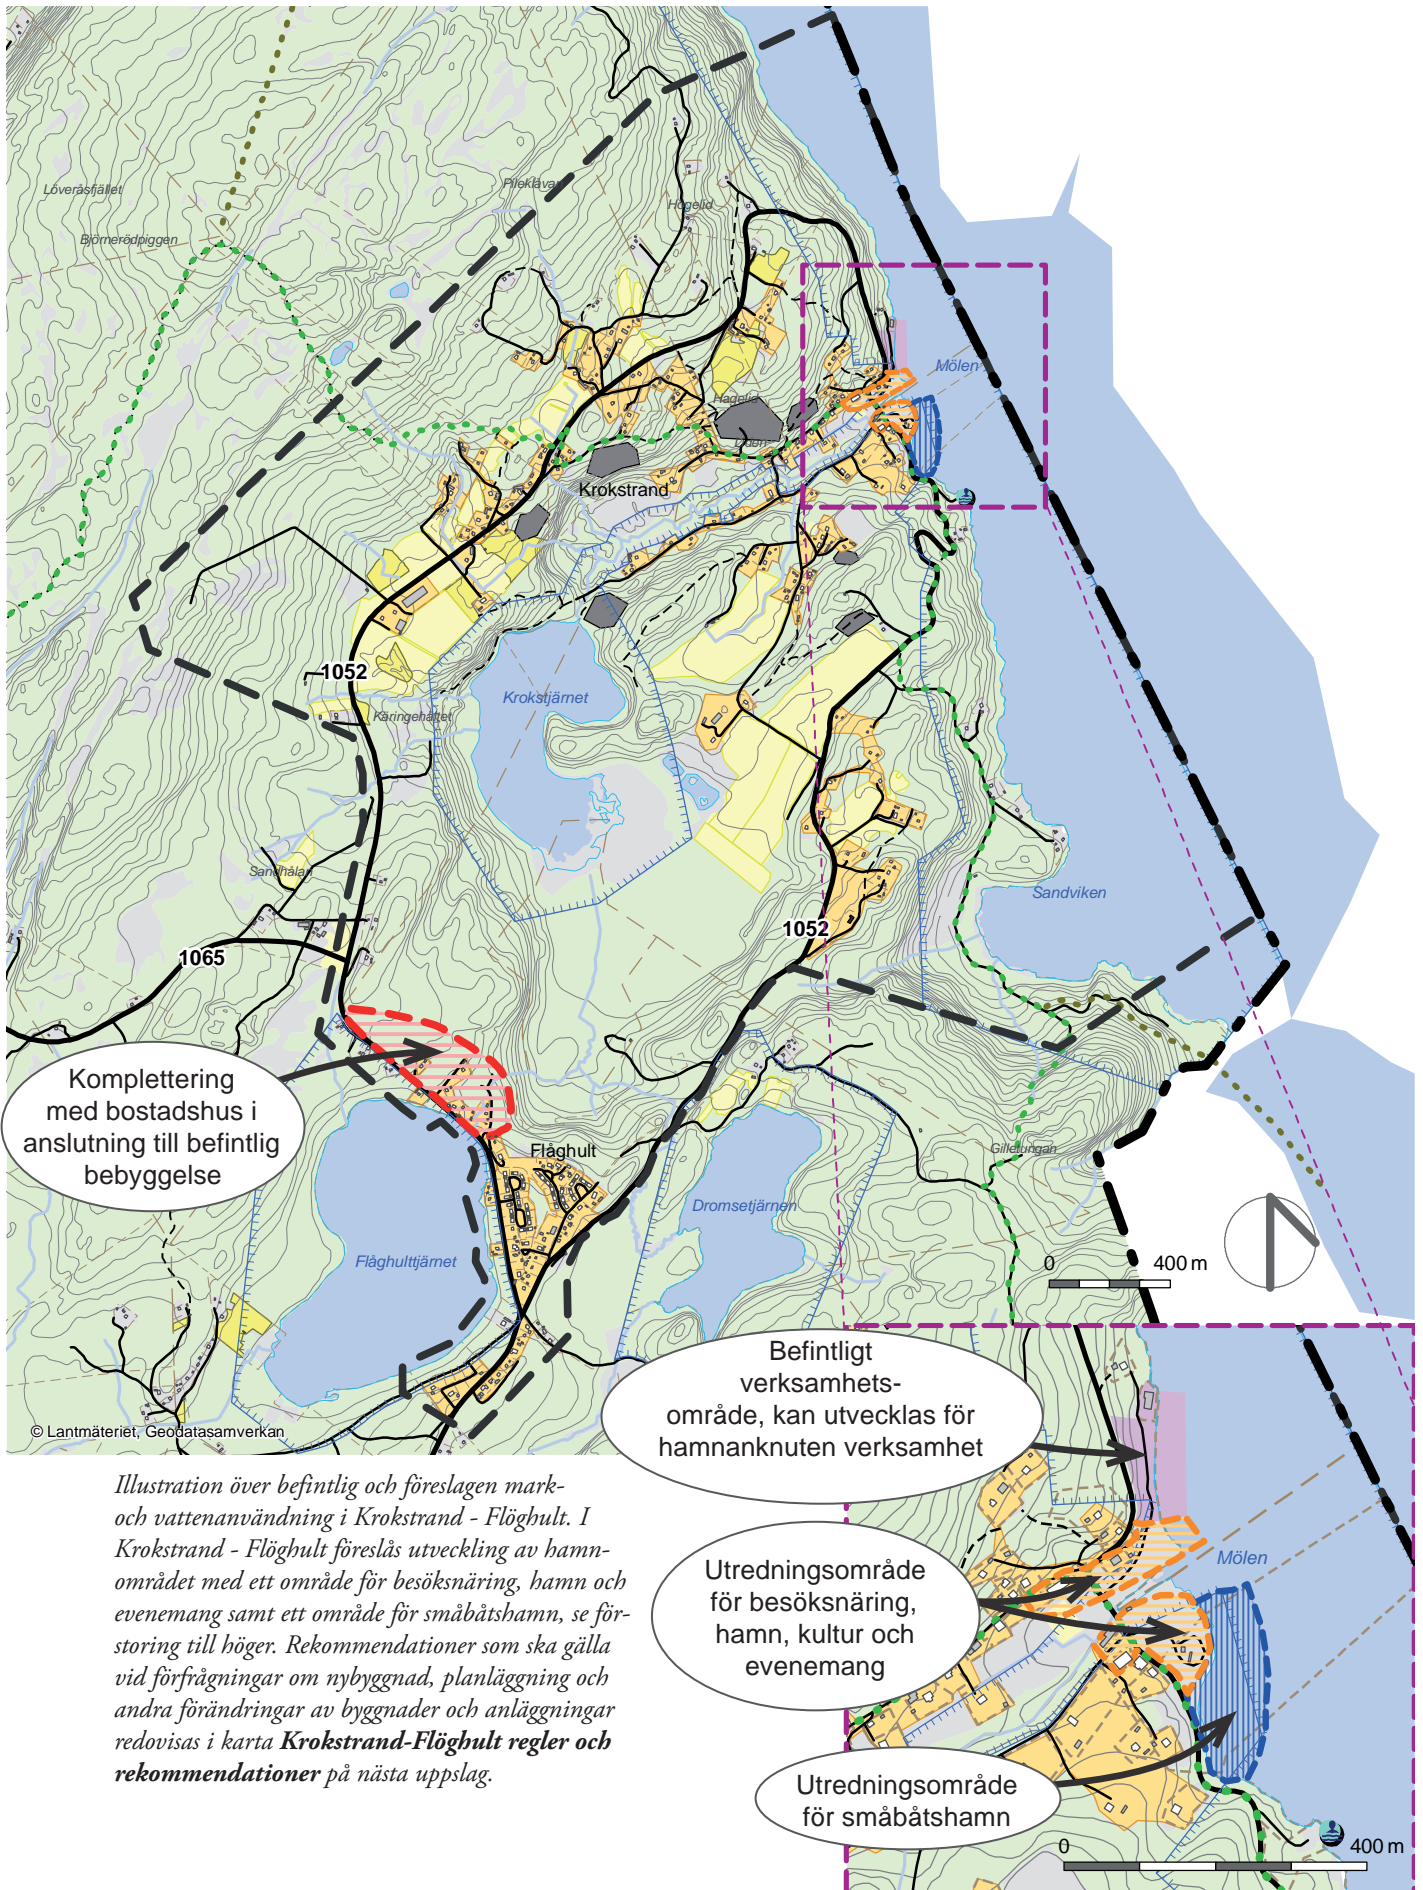 Löveråsfjället
Björnerödpiggen
Pileklåvan
Högelid
Mölen
Hagelid
Liden
Krokstrand
1052
Käringehättet
Krokstjärnet
Sandhålan
1065
1052
Sandviken
Komplettering
med bostadshus i
anslutning till befintlig
bebyggelse
Flåghult
Gilletungan
Dromsetjärnen
Flåghulttjärnet
0 400 m
© Lantmäteriet, Geodatasamverkan
Befintligt
verksamhets-
område, kan utvecklas för
hamnanknuten verksamhet
Utredningsområde
för besöksnäring,
hamn, kultur och
evenemang
Mölen
Utredningsområde
för småbåtshamn
0 400 m
Illustration över befintlig och föreslagen mark-
och vattenanvändning i Krokstrand - Flöghult. I
Krokstrand - Flöghult föreslås utveckling av hamn-
området med ett område för besöksnäring, hamn och
evenemang samt ett område för småbåtshamn, se för-
storing till höger. Rekommendationer som ska gälla
vid förfrågningar om nybyggnad, planläggning och
andra förändringar av byggnader och anläggningar
redovisas i karta Krokstrand-Flöghult regler och
rekommendationer på nästa uppslag.